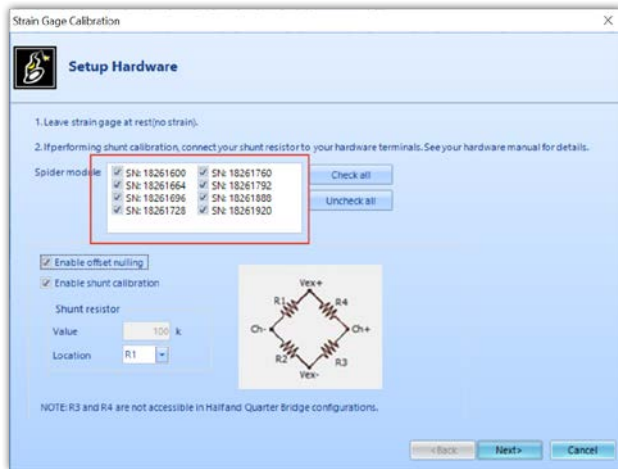 Strain Gage Calibration
Setup Hardware
1. Leave strain gage at rest(no strain).
2. Ifperforming shunt calibration, connect your shunt resistor to your hardware terminals. See your hardware manual for details.
Spider module
SN: 18261600 SN: 18261760
SN: 18261664 SN: 18261792
SN: 18261696 SN: 18261888
SN: 18261728 SN: 18261920
Check all
Uncheck all
Enable offset nulling
Enable shunt calibration
Shunt resistor
Value 100 k
Location R1
Vex+
R1 R4
Ch- Ch+
R2 R3
Vex-
NOTE: R3 and R4 are not accessible in Halfand Quarter Bridge configurations.
<Back Next> Cancel